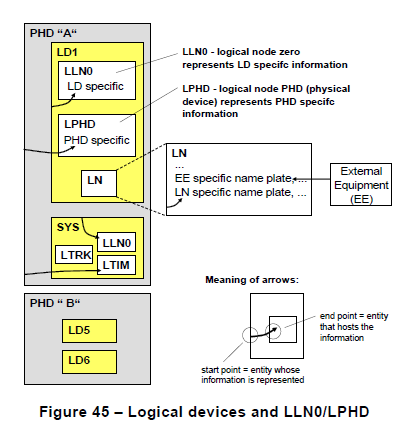 PHD "A"
LD1
LLN0
LD specific
LPHD
PHD specific
LN
LLN0 - logical node zero
represents LD specifc information
LPHD - logical node PHD (physical
device) represents PHD specifc
information
LN
...
EE specific name plate, ...
LN specific name plate, ...
External
Equipment
(EE)
SYS
LLN0
LTRK
LTIM
PHD “ B“
LD5
LD6
Meaning of arrows:
end point = entity
that hosts the
information
start point = entity whose
information is represented
Figure 45 – Logical devices and LLN0/LPHD